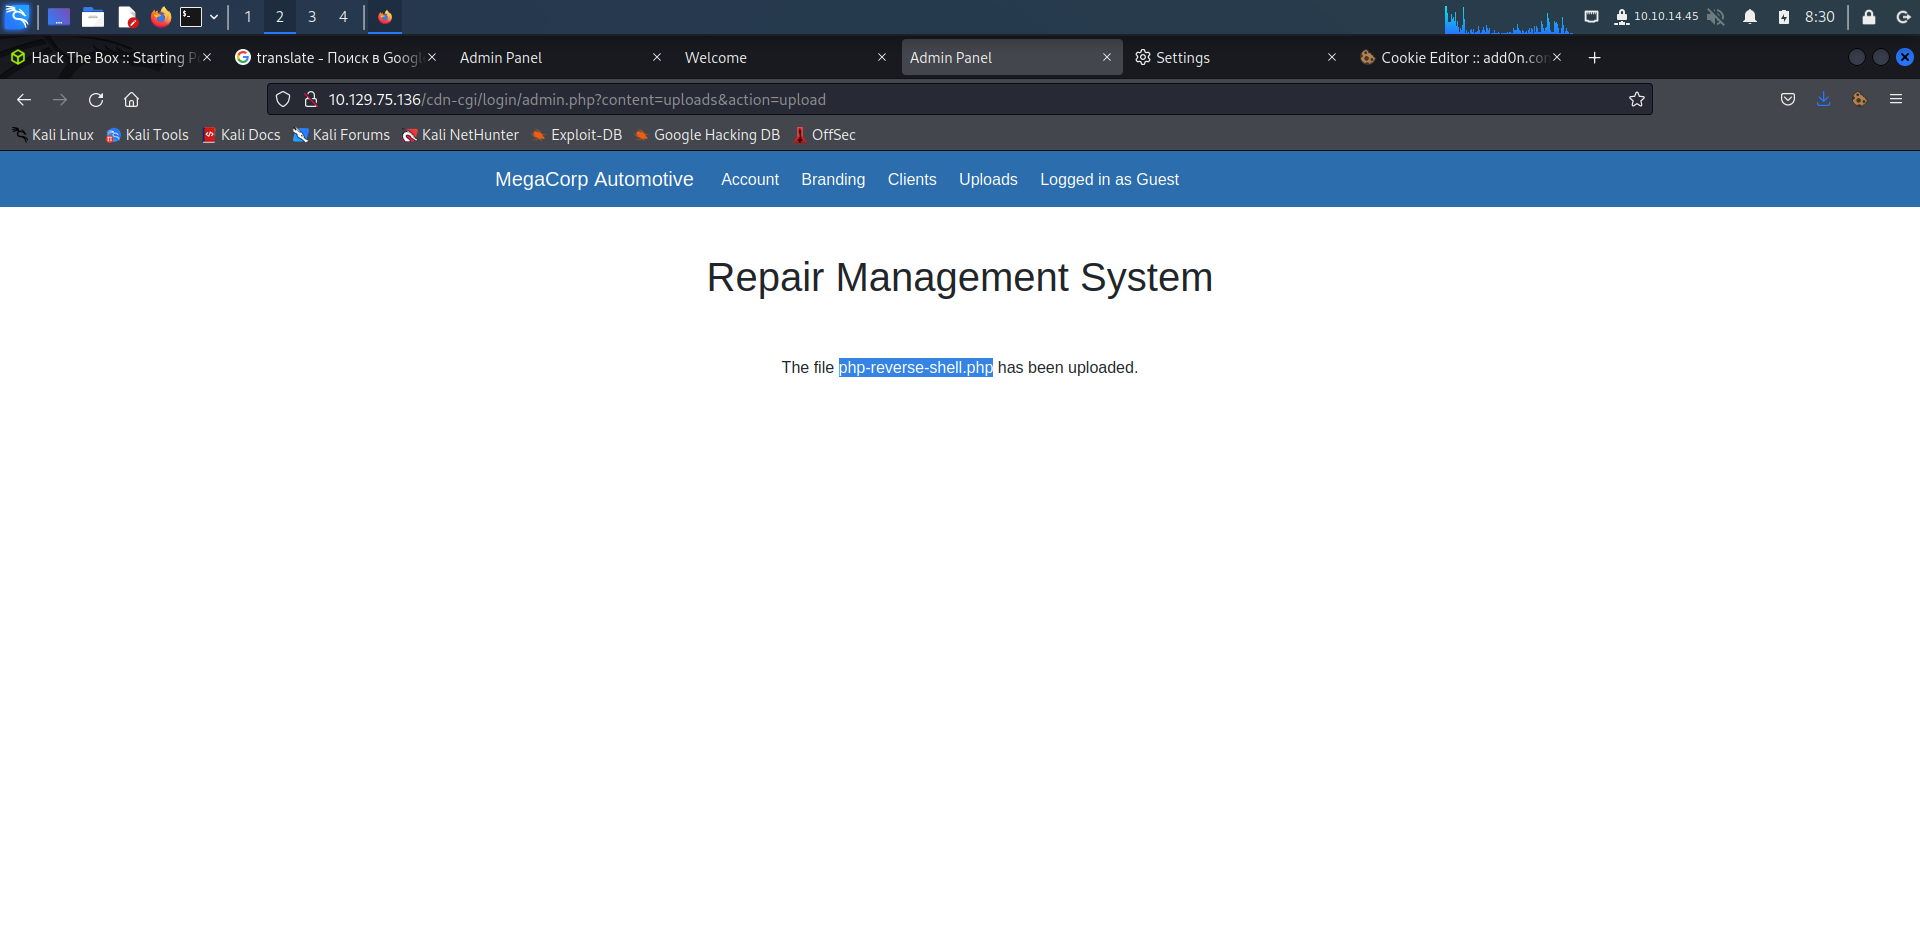 1 2 3 4 10.10.14.45 8:30
Hack The Box :: Starting translate - Поиск в Admin Panel Welcome Admin Panel Settings Cookie Editor ::
10.129.75.136/cdn-cgi/login/admin.php?content=uploads&action=upload
Kali Linux Kali Tools Kali Docs Kali Forums Kali NetHunter Exploit-DB Google Hacking DB OffSec
MegaCorp Automotive Account Branding Clients Uploads Logged in as Guest
Repair Management System
The file php-reverse-shell.php has been uploaded.